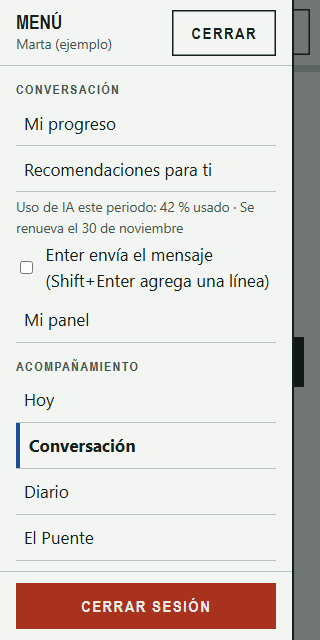 MENÚ
Marta (ejemplo)
CERRAR
CONVERSACIÓN
Mi progreso
Recomendaciones para ti
Uso de IA este periodo: 42 % usado · Se
renueva el 30 de noviembre
Enter envía el mensaje
(Shift+Enter agrega una línea)
Mi panel
ACOMPAÑAMIENTO
Hoy
Conversación
Diario
El Puente
CERRAR SESIÓN